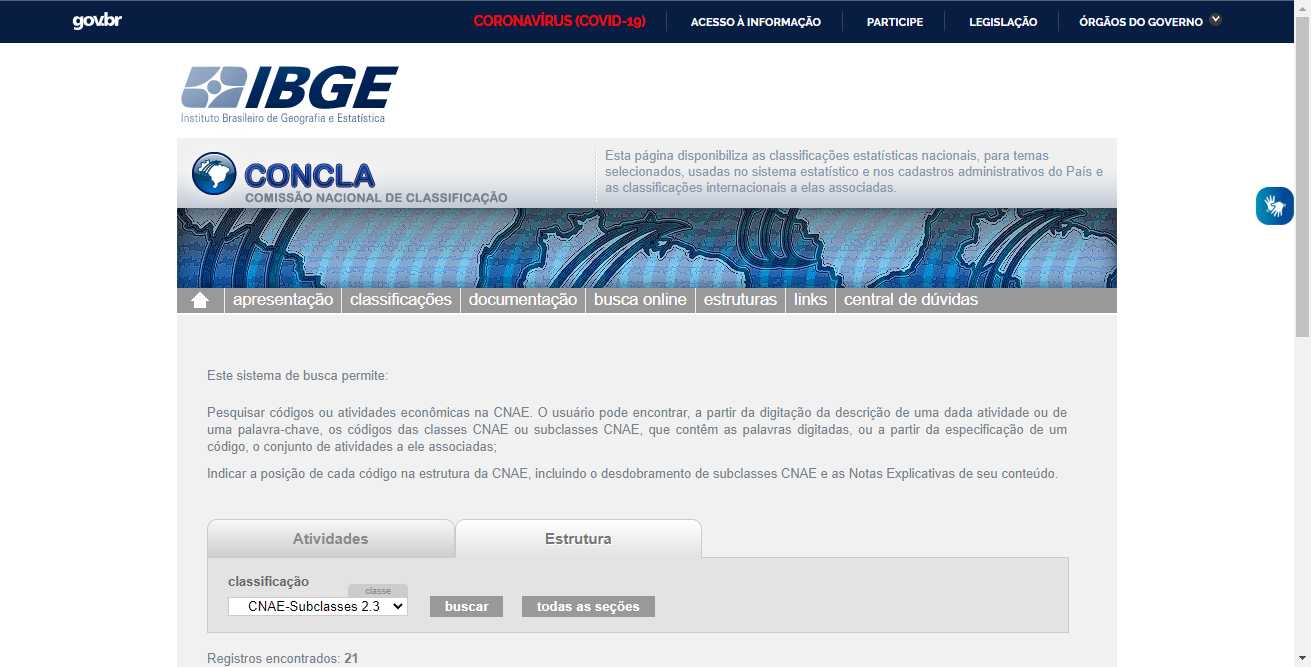 gov.br
CORONAVÍRUS (COVID-19)
ACESSO À INFORMAÇÃO
PARTICIPE
LEGISLAÇÃO
ÓRGÃOS DO GOVERNO
IBGE
Instituto Brasileiro de Geografia e Estatística
CONCLA
COMISSÃO NACIONAL DE CLASSIFICAÇÃO
Esta página disponibiliza as classificações estatísticas nacionais, para temas
selecionados, usadas no sistema estatístico e nos cadastros administrativos do País e
as classificações internacionais a elas associadas.
apresentação
classificações
documentação
busca online
estruturas
links
central de dúvidas
Este sistema de busca permite:
Pesquisar códigos ou atividades econômicas na CNAE. O usuário pode encontrar, a partir da digitação da descrição de uma dada atividade ou de
uma palavra-chave, os códigos das classes CNAE ou subclasses CNAE, que contêm as palavras digitadas, ou a partir da especificação de um
código, o conjunto de atividades a ele associadas;
Indicar a posição de cada código na estrutura da CNAE, incluindo o desdobramento de subclasses CNAE e as Notas Explicativas de seu conteúdo.
Atividades
Estrutura
classificação
classe
CNAE-Subclasses 2.3
buscar
todas as seções
Registros encontrados: 21